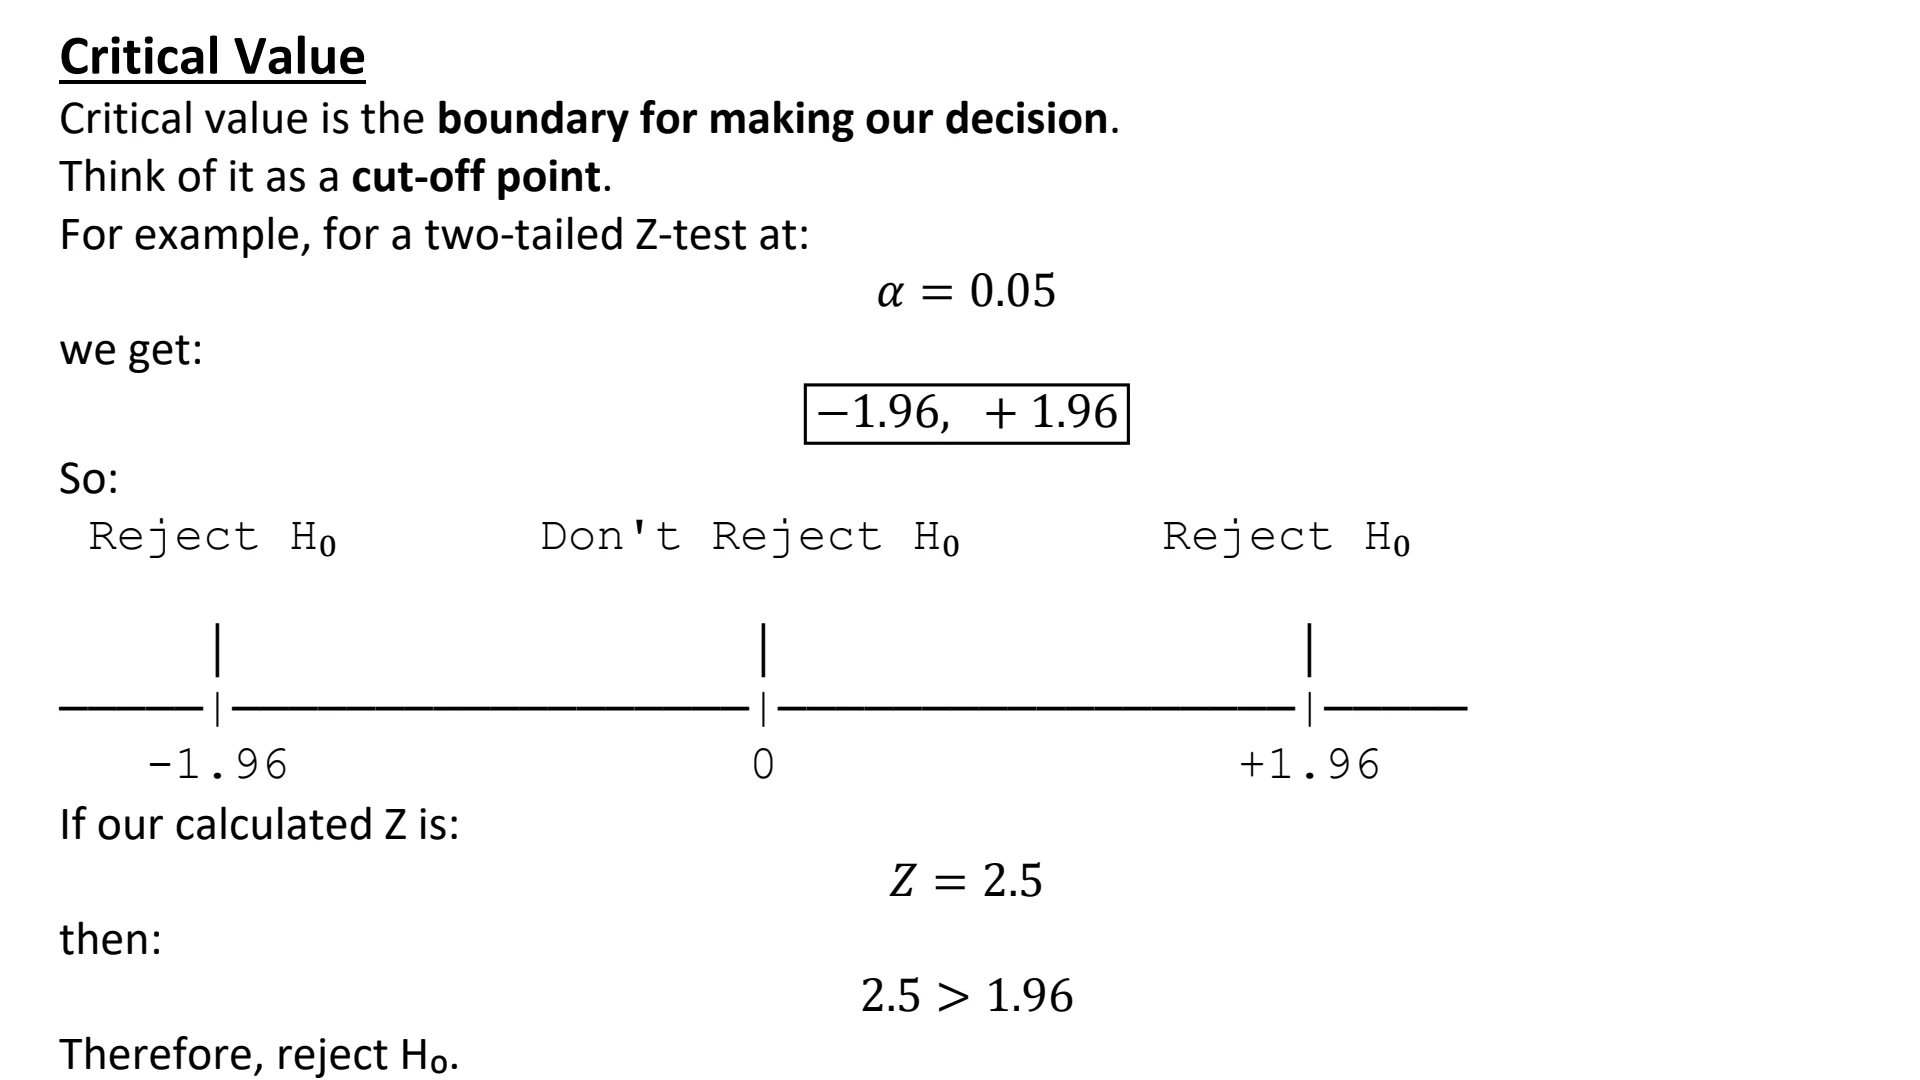 Critical Value
Critical value is the boundary for making our decision.
Think of it as a cut-off point.
For example, for a two-tailed Z-test at:
α = 0.05
we get:
−1.96, + 1.96
So:
Reject H₀ Don't Reject H₀ Reject H₀
-1.96 0 +1.96
If our calculated Z is:
Z = 2.5
then:
2.5 > 1.96
Therefore, reject H₀.